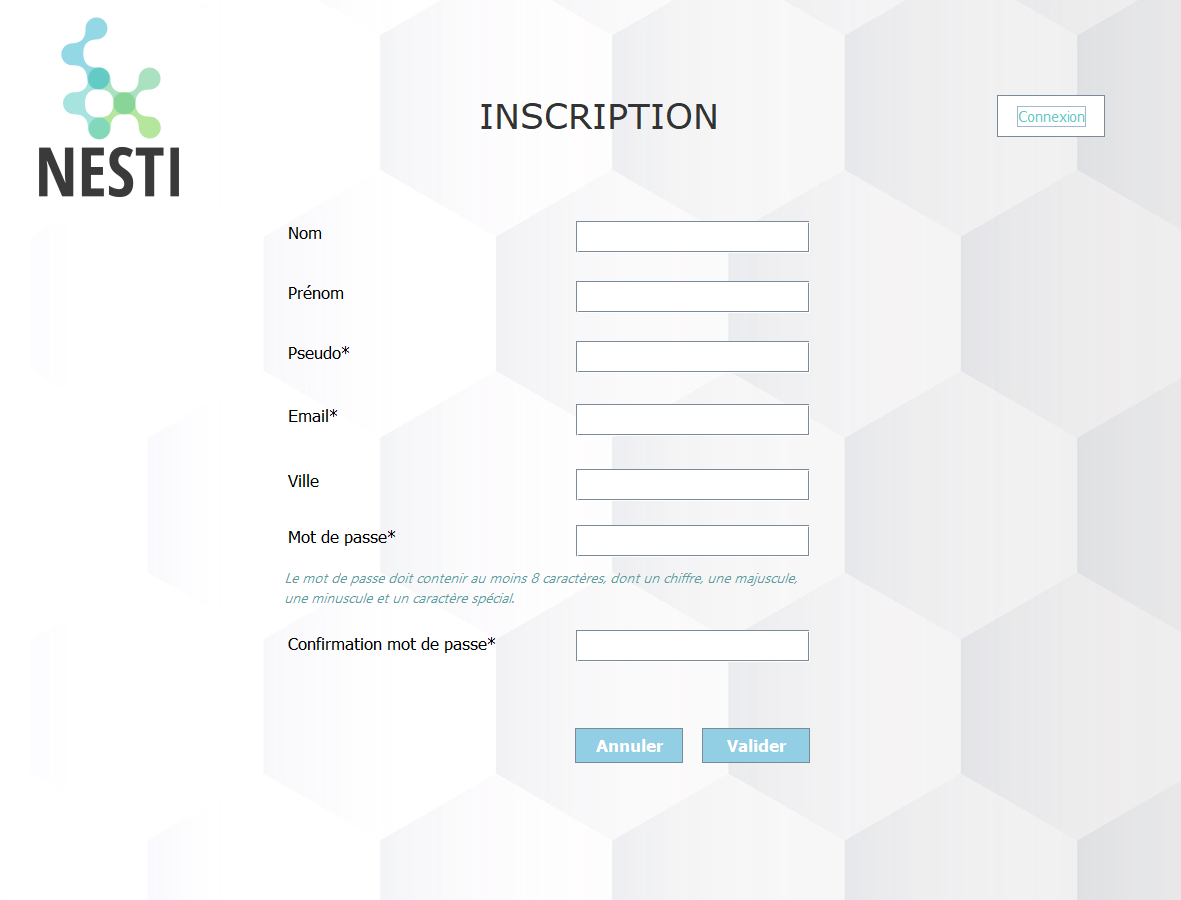 NESTI
INSCRIPTION
Connexion
Nom
Prénom
Pseudo*
Email*
Ville
Mot de passe*
Le mot de passe doit contenir au moins 8 caractères, dont un chiffre, une majuscule,
une minuscule et un caractère spécial.
Confirmation mot de passe*
Annuler Valider